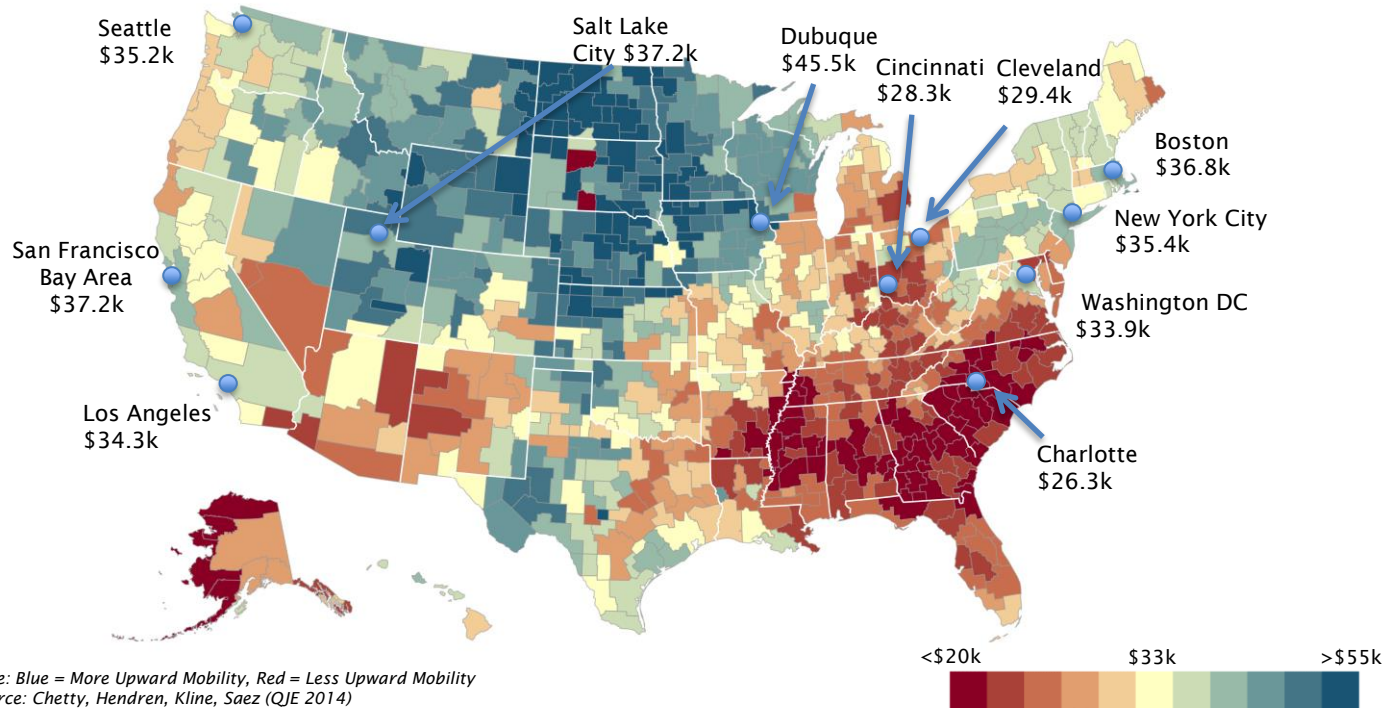 Seattle
$35.2k
Salt Lake
City $37.2k
Dubuque
$45.5k
Cincinnati
$28.3k
Cleveland
$29.4k
Boston
$36.8k
New York City
$35.4k
San Francisco
Bay Area
$37.2k
Washington DC
$33.9k
Los Angeles
$34.3k
Charlotte
$26.3k
<$20k
$33k
>$55k
e: Blue = More Upward Mobility, Red = Less Upward Mobility
rce: Chetty, Hendren, Kline, Saez (QJE 2014)